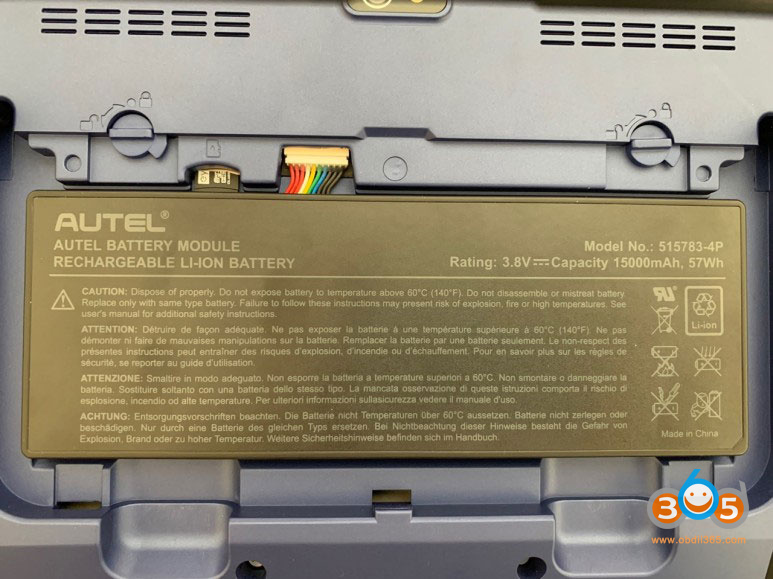 AUTEL®
AUTEL BATTERY MODULE
RECHARGEABLE LI-ION BATTERY
Model No.: 515783-4P
Rating: 3.8V⎓Capacity 15000mAh, 57Wh
CAUTION: Dispose of properly. Do not expose battery to temperature above 60°C (140°F). Do not disassemble or mistreat battery.
Replace only with same type battery. Failure to follow these instructions may present risk of explosion, fire or high temperatures. See
user's manual for additional safety instructions.
ATTENTION: Détruire de façon adéquate. Ne pas exposer la batterie à une température supérieure à 60°C (140°F). Ne pas
démonter ni faire de mauvaises manipulations sur la batterie. Remplacer la batterie par une batterie seulement. Le non-respect des
présentes instructions peut entraîner des risques d'explosion, d'incendie ou d'échauffement. Pour en savoir plus sur les règles de
sécurité, se reporter au guide d'utilisation.
ATTENZIONE: Smaltire in modo adegato. Non esporre la batteria a temperature superiori a 60°C. Non smontare o danneggiare la
batteria. Sostituire soltanto con una batteria dello stesso tipo. La mancata osservazione di queste istruzioni comporta il rischio di
esplosione, incendio od alte temperature. Per ulteriori informazioni sullasicurezza vedere il manuale d'uso.
ACHTUNG: Entsorgungsvorschriften beachten. Die Batterie nicht Temperaturen über 60°C aussetzen. Batterie nicht zerlegen oder
beschädigen. Nur durch eine Batterie des gleichen Typs ersetzen. Bei Nichtbeachtung dieser Hinweise besteht die Gefahr von
Explosion, Brand oder zu hoher Temperatur. Weitere Sicherheitshinweise befinden sich im Handbuch.
Li-ion
Made in China
365
www.obdii365.com